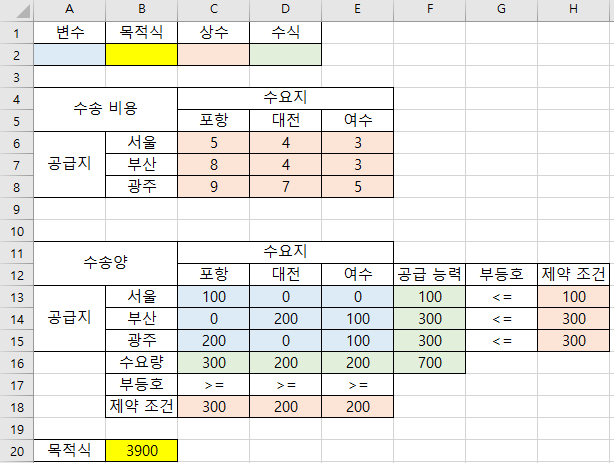 A B C D E F G H
1 변수 목적식 상수 수식
2
3
4 수송 비용 수요지
5 포항 대전 여수
6 공급지 서울 5 4 3
7 부산 8 4 3
8 광주 9 7 5
9
10
11 수송양 수요지
12 포항 대전 여수 공급 능력 부등호 제약 조건
13 공급지 서울 100 0 0 100 <= 100
14 부산 0 200 100 300 <= 300
15 광주 200 0 100 300 <= 300
16 수요량 300 200 200 700
17 부등호 >= >= >=
18 제약 조건 300 200 200
19
20 목적식 3900